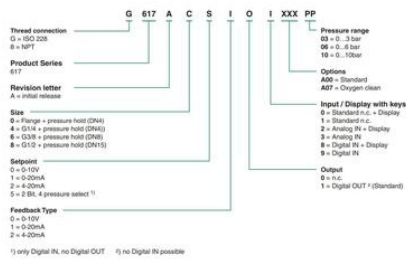 G 617 A C S I O I XXX PP
Thread connection
G = ISO 228
8 = NPT
Product Series
617
Revision letter
A = initial release
Size
0 = Flange + pressure hold (DN4)
4 = G1/4 + pressure hold (DN4))
6 = G3/8 + pressure hold (DN8)
8 = G1/2 + pressure hold (DN15)
Setpoint
0 = 0-10V
1 = 0-20mA
2 = 4-20mA
5 = 2 Bit, 4 pressure select ¹⁾
Feedback Type
0 = 0-10V
1 = 0-20mA
2 = 4-20mA
Pressure range
03 = 0...3 bar
06 = 0...6 bar
10 = 0...10bar
Options
A00 = Standard
A07 = Oxygen clean
Input / Display with keys
0 = Standard n.c. + Display
1 = Standard n.c.
2 = Analog IN + Display
3 = Analog IN
8 = Digital IN + Display
9 = Digital IN
Output
0 = n.c.
1 = Digital OUT ² (Standard)
¹) only Digital IN, no Digital OUT ²) no Digital IN possible